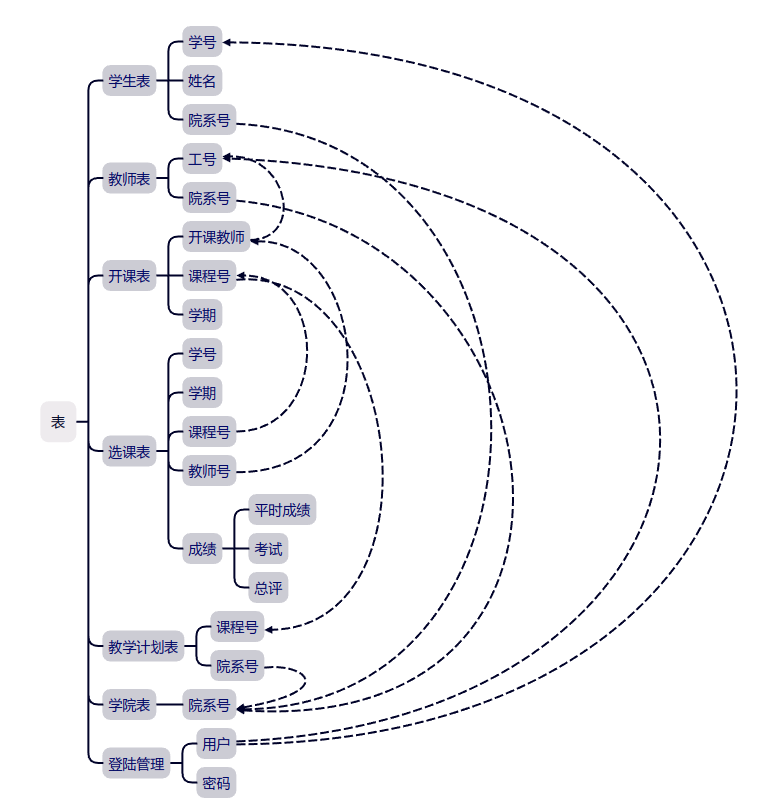 表
学生表
学号
姓名
院系号
教师表
工号
院系号
开课表
开课教师
课程号
学期
选课表
学号
学期
课程号
教师号
成绩
平时成绩
考试
总评
教学计划表
课程号
院系号
学院表
院系号
登陆管理
用户
密码